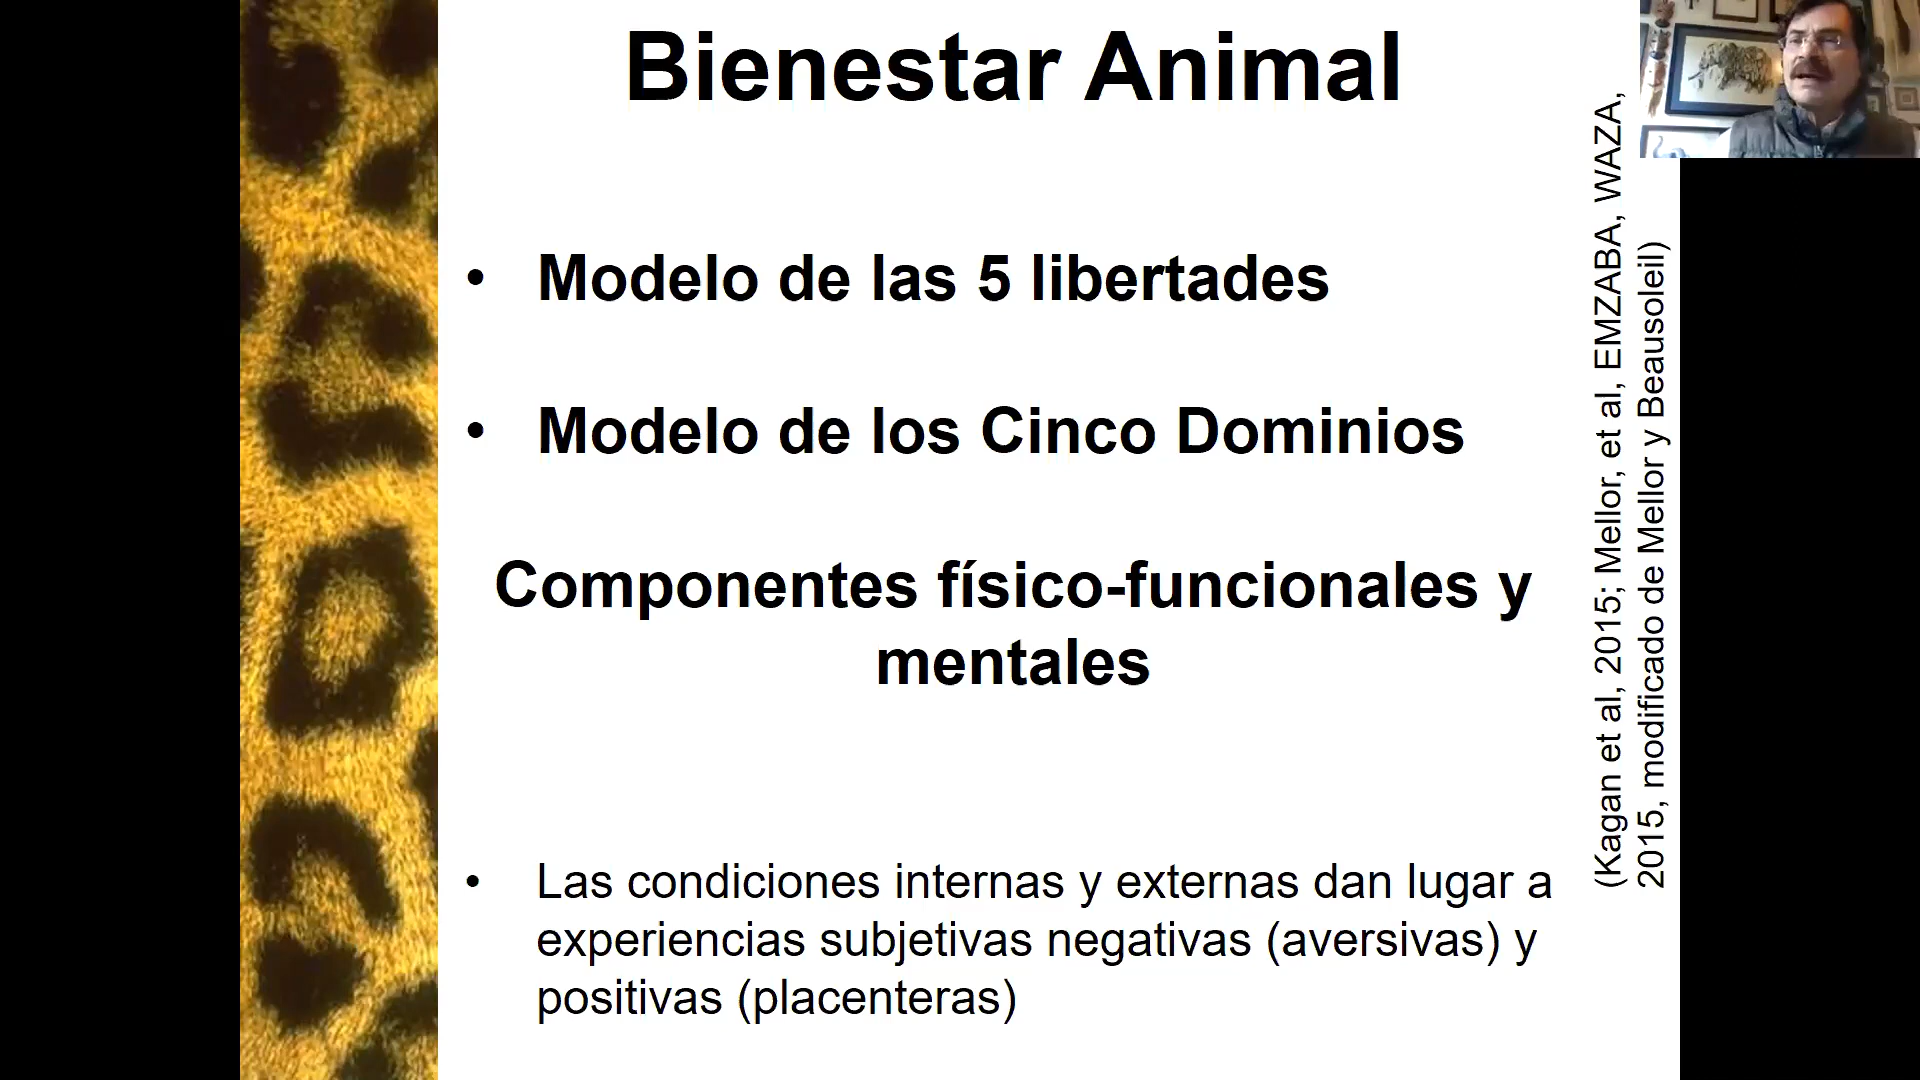 Bienestar Animal
• Modelo de las 5 libertades
• Modelo de los Cinco Dominios
Componentes físico-funcionales y
mentales
• Las condiciones internas y externas dan lugar a
experiencias subjetivas negativas (aversivas) y
positivas (placenteras)
(Kagan et al, 2015; Mellor, et al, EMZABA, WAZA,
2015, modificado de Mellor y Beausoleil)